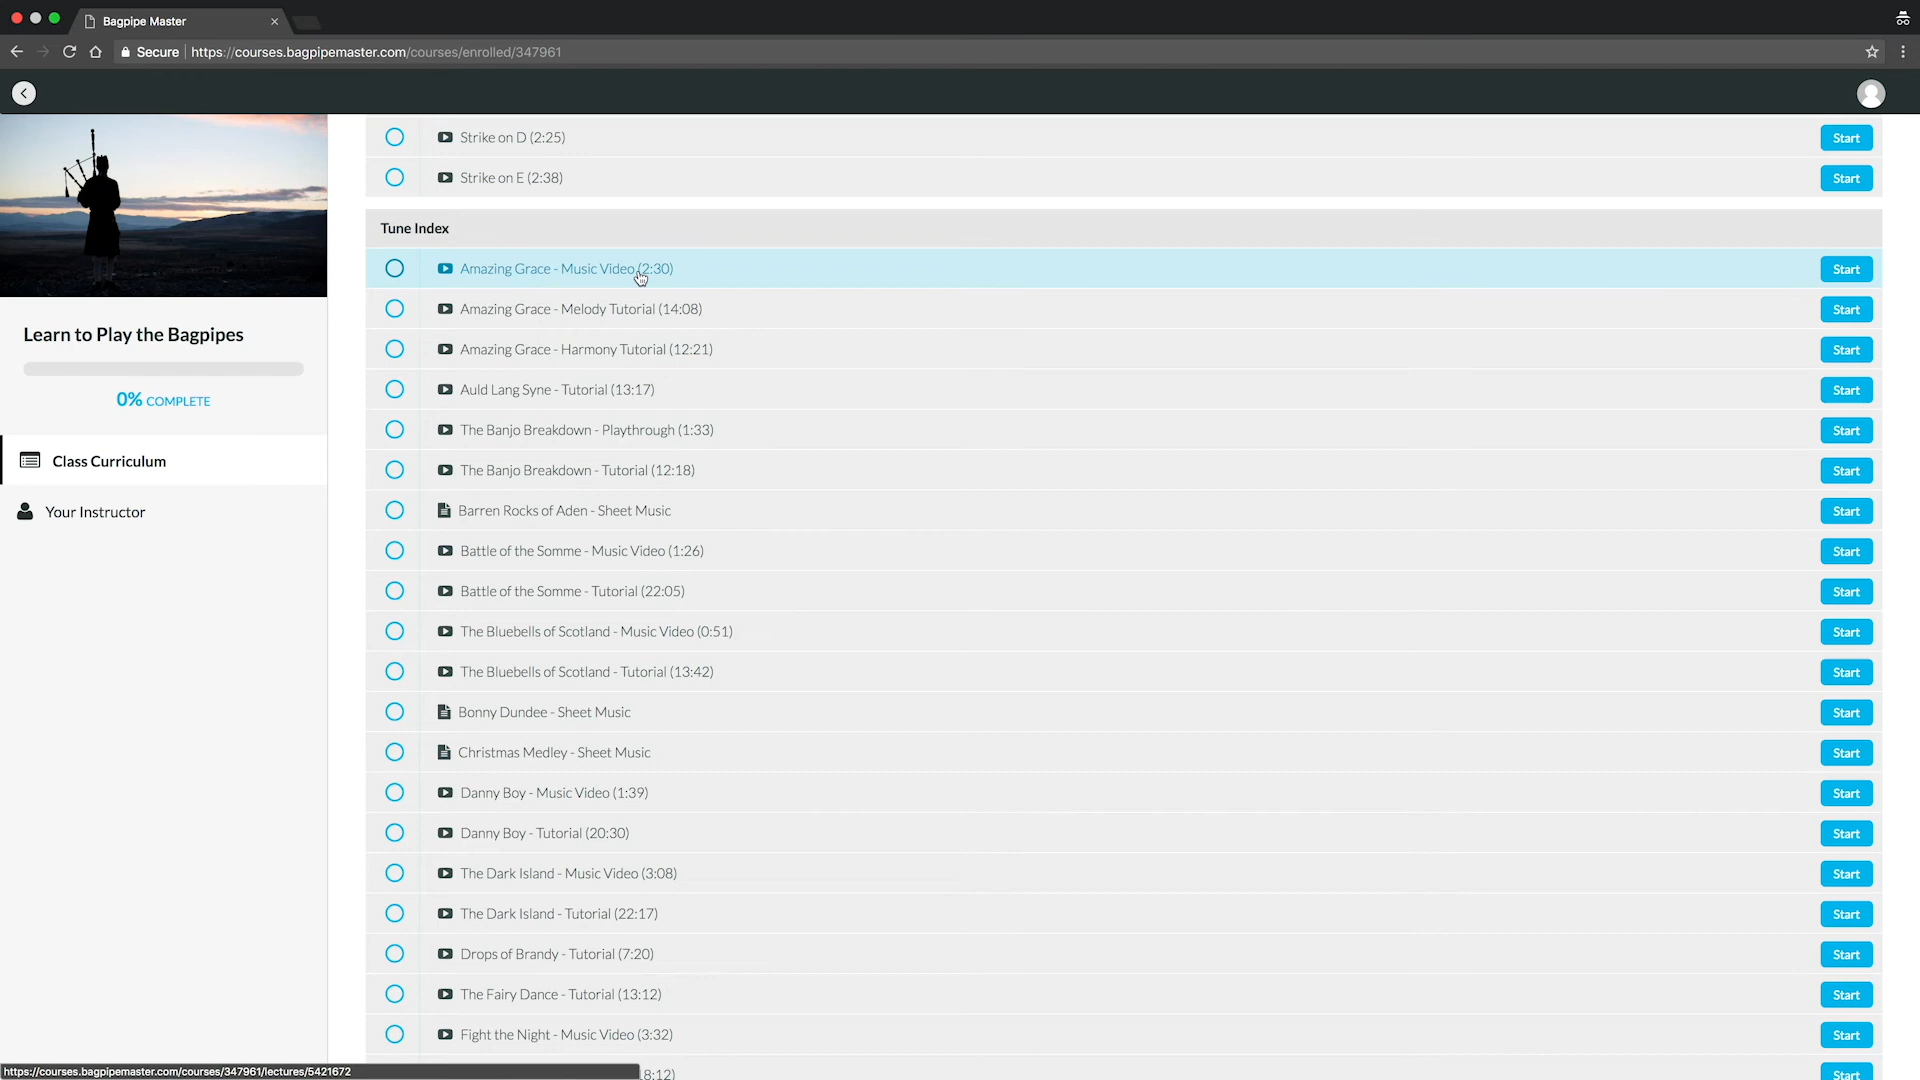 Bagpipe Master
Secure
https://courses.bagpipemaster.com/courses/enrolled/347961
Strike on D (2:25)
Start
Strike on E (2:38)
Start
Tune Index
Amazing Grace - Music Video (2:30)
Start
Amazing Grace - Melody Tutorial (14:08)
Start
Amazing Grace - Harmony Tutorial (12:21)
Start
Auld Lang Syne - Tutorial (13:17)
Start
The Banjo Breakdown - Playthrough (1:33)
Start
The Banjo Breakdown - Tutorial (12:18)
Start
Barren Rocks of Aden - Sheet Music
Start
Battle of the Somme - Music Video (1:26)
Start
Battle of the Somme - Tutorial (22:05)
Start
The Bluebells of Scotland - Music Video (0:51)
Start
The Bluebells of Scotland - Tutorial (13:42)
Start
Bonny Dundee - Sheet Music
Start
Christmas Medley - Sheet Music
Start
Danny Boy - Music Video (1:39)
Start
Danny Boy - Tutorial (20:30)
Start
The Dark Island - Music Video (3:08)
Start
The Dark Island - Tutorial (22:17)
Start
Drops of Brandy - Tutorial (7:20)
Start
The Fairy Dance - Tutorial (13:12)
Start
Fight the Night - Music Video (3:32)
Start
8:12)
Start
Learn to Play the Bagpipes
0% COMPLETE
Class Curriculum
Your Instructor
https://courses.bagpipemaster.com/courses/347961/lectures/5421672